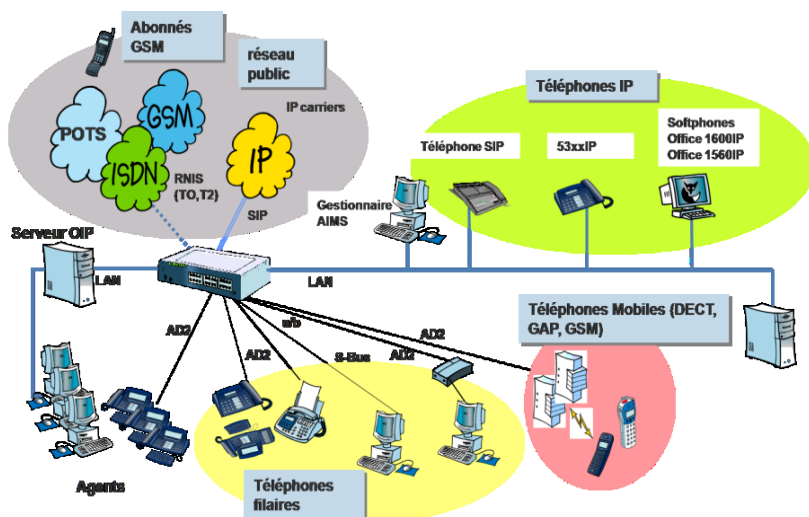 Abonnés
GSM
réseau
public
IP carriers
POTS
GSM
ISDN
IP
RNIS
(TO,T2)
SIP
Téléphones IP
Téléphone SIP
53xxIP
Softphones
Office 1600IP
Office 1560IP
Gestionnaire
AIMS
Serveur OIP
LAN
LAN
AD2
AD2
a/b
S-Bus
AD2
AD2
Téléphones Mobiles (DECT,
GAP, GSM)
Agents
Téléphones
filaires